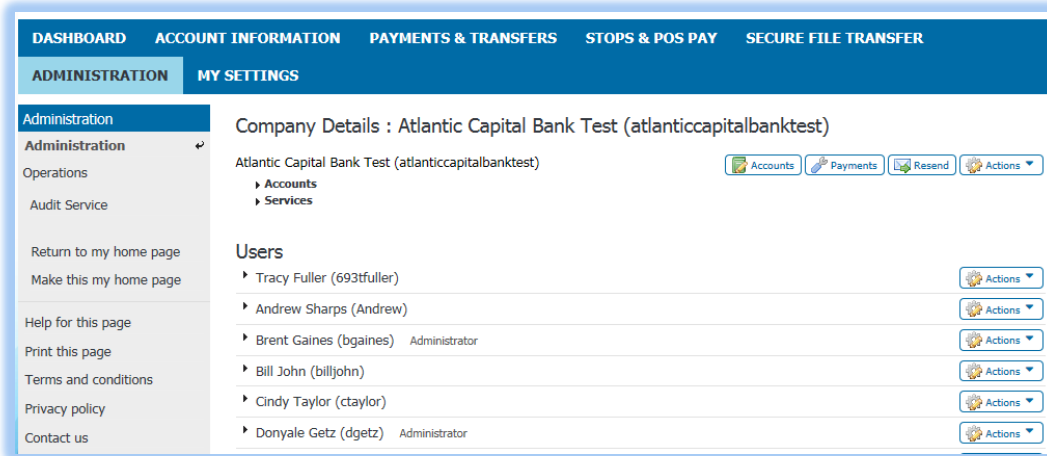 DASHBOARD ACCOUNT INFORMATION PAYMENTS & TRANSFERS STOPS & POS PAY SECURE FILE TRANSFER
ADMINISTRATION MY SETTINGS
Administration
Administration
Operations
Audit Service
Return to my home page
Make this my home page
Help for this page
Print this page
Terms and conditions
Privacy policy
Contact us
Company Details : Atlantic Capital Bank Test (atlanticcapitalbanktest)
Atlantic Capital Bank Test (atlanticcapitalbanktest)
Accounts Payments Resend Actions
Accounts
Services
Users
Tracy Fuller (693tfuller) Actions
Andrew Sharps (Andrew) Actions
Brent Gaines (bgaines) Administrator Actions
Bill John (billjohn) Actions
Cindy Taylor (ctaylor) Actions
Donyale Getz (dgetz) Administrator Actions